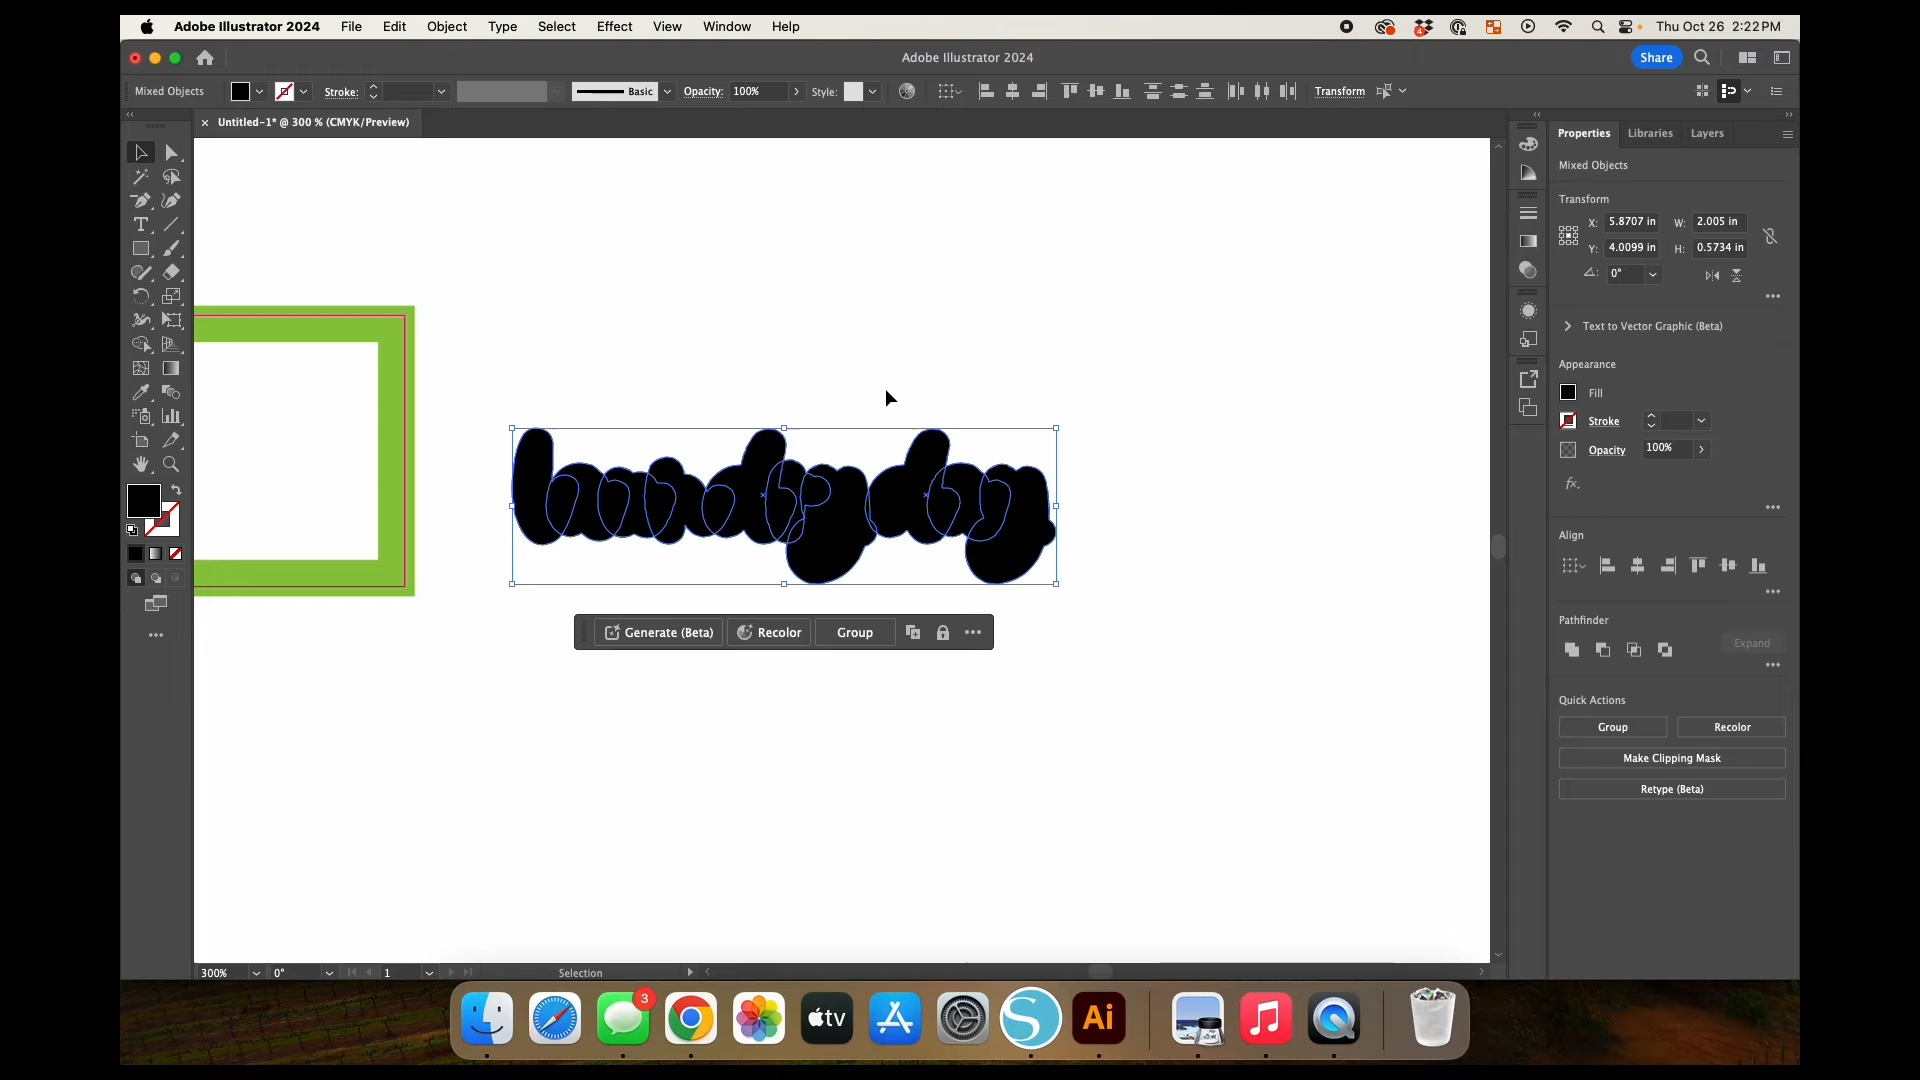 Adobe Illustrator 2024 File Edit Object Type Select Effect View Window Help 4 Thu Oct 26 2:22 PM
Adobe Illustrator 2024 Share
Mixed Objects Stroke: Basic Opacity: 100% Style: Transform
Untitled-1* @ 300 % (CMYK/Preview)
Properties Libraries Layers
Mixed Objects
Transform
X: 5.8707 in W: 2.005 in
Y: 4.0099 in H: 0.5734 in
0°
Text to Vector Graphic (Beta)
Appearance
Fill
Stroke
Opacity 100%
fx.
Align
Pathfinder
Expand
Quick Actions
Group Recolor
Make Clipping Mask
Retype (Beta)
Generate (Beta) Recolor Group
300% 0° 1 Selection
3 tv Ai